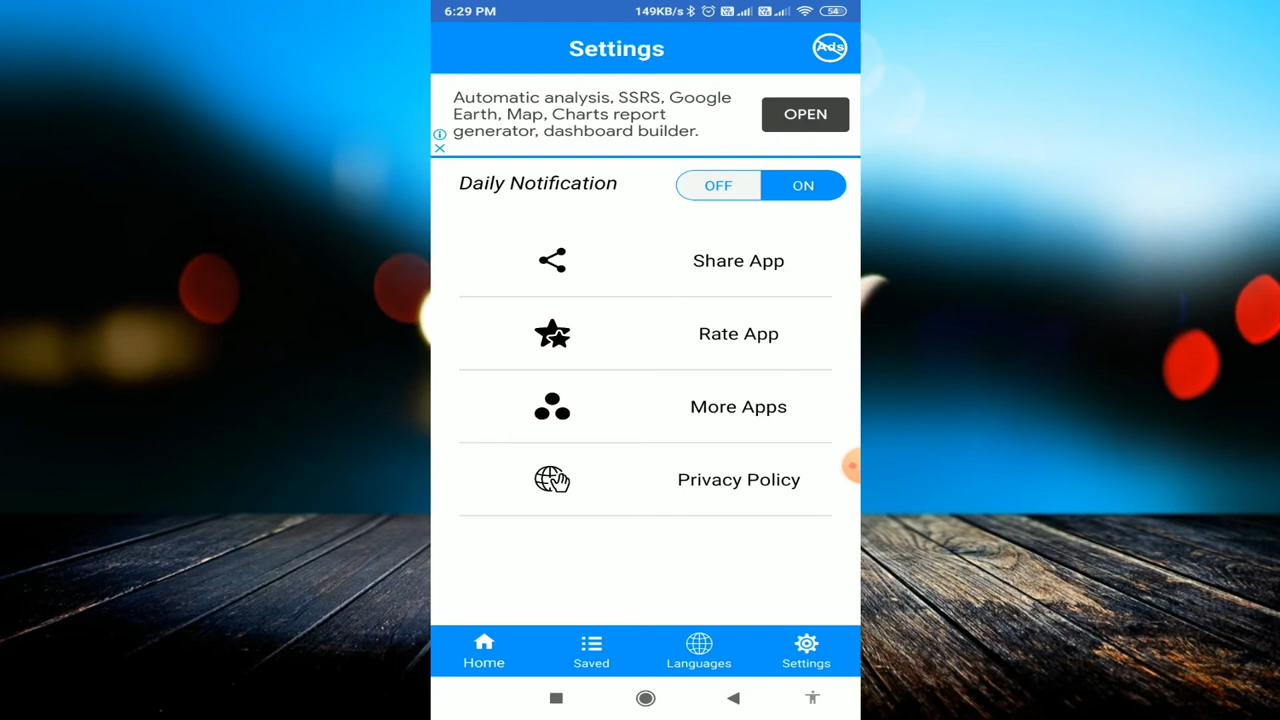 6:29 PM 149KB/s 54
Settings
Ads
Automatic analysis, SSRS, Google
Earth, Map, Charts report
generator, dashboard builder.
OPEN
Daily Notification OFF ON
Share App
Rate App
More Apps
Privacy Policy
Home Saved Languages Settings